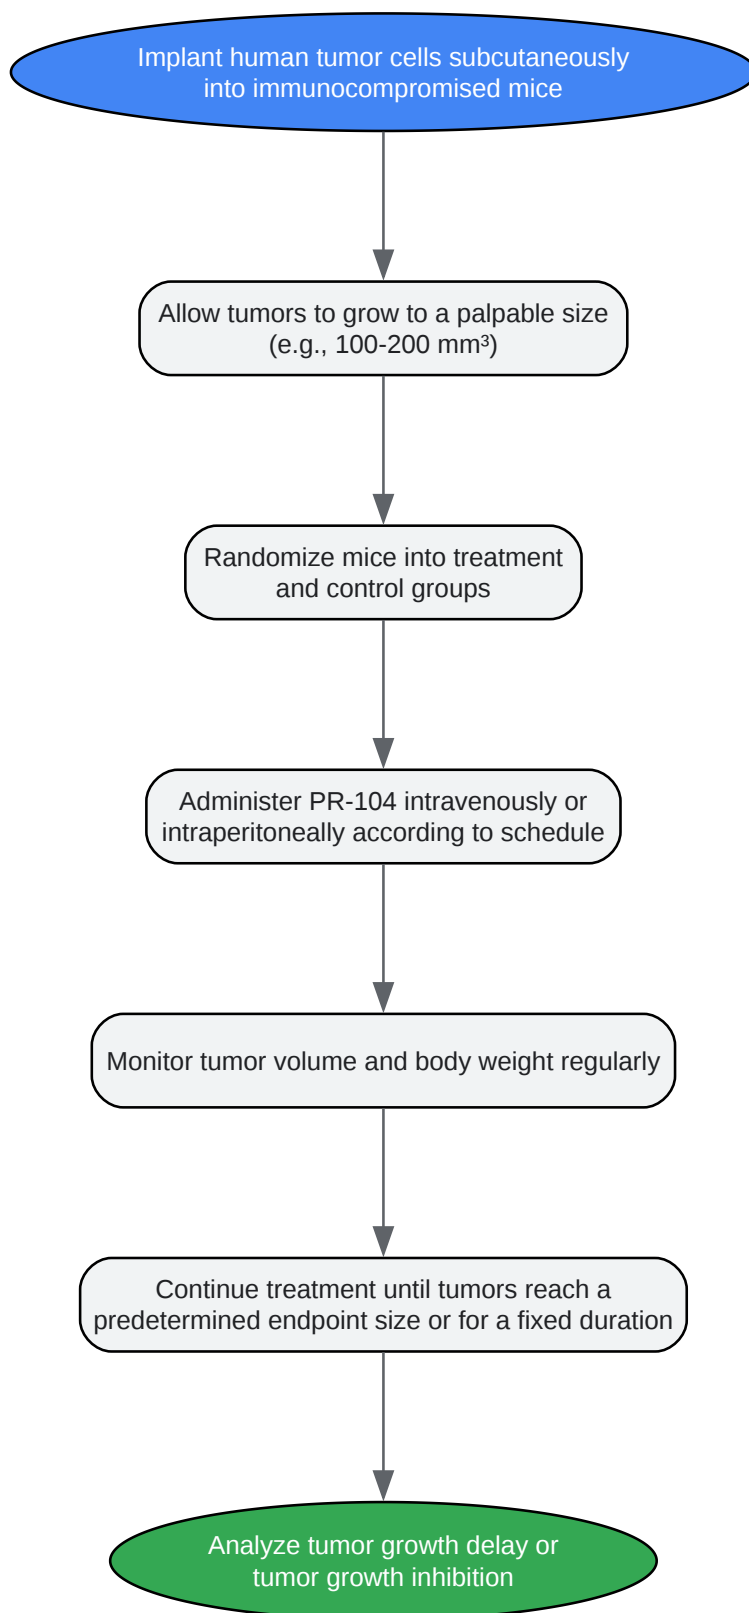 Implant human tumor cells subcutaneously
into immunocompromised mice
Allow tumors to grow to a palpable size
(e.g., 100-200 mm³)
Randomize mice into treatment
and control groups
Administer PR-104 intravenously or
intraperitoneally according to schedule
Monitor tumor volume and body weight regularly
Continue treatment until tumors reach a
predetermined endpoint size or for a fixed duration
Analyze tumor growth delay or
tumor growth inhibition